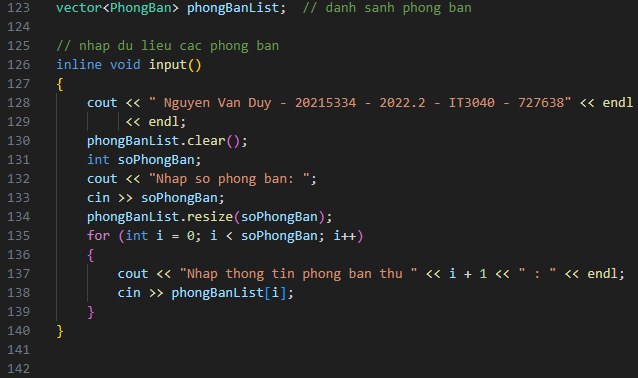 123 vector<PhongBan> phongBanList;  // danh sanh phong ban
124
125 // nhap du lieu cac phong ban
126 inline void input()
127 {
128     cout << " Nguyen Van Duy - 20215334 - 2022.2 - IT3040 - 727638" << endl
129          << endl;
130     phongBanList.clear();
131     int soPhongBan;
132     cout << "Nhap so phong ban: ";
133     cin >> soPhongBan;
134     phongBanList.resize(soPhongBan);
135     for (int i = 0; i < soPhongBan; i++)
136     {
137         cout << "Nhap thong tin phong ban thu " << i + 1 << " : " << endl;
138         cin >> phongBanList[i];
139     }
140 }
141
142